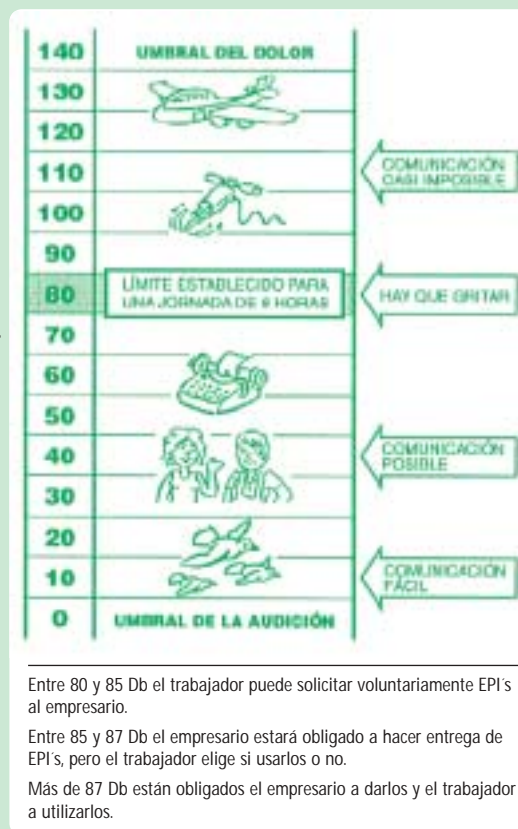 140 UMBRAL DEL DOLOR
130
120
110
COMUNICACIÓN
CASI IMPOSIBLE
100
90
80
LÍMITE ESTABLECIDO PARA
UNA JORNADA DE 8 HORAS
HAY QUE GRITAR
70
60
50
40
COMUNICACIÓN
POSIBLE
30
20
10
COMUNICACIÓN
FÁCIL
0 UMBRAL DE LA AUDICIÓN
Entre 80 y 85 Db el trabajador puede solicitar voluntariamente EPI´s
al empresario.
Entre 85 y 87 Db el empresario estará obligado a hacer entrega de
EPI´s, pero el trabajador elige si usarlos o no.
Más de 87 Db están obligados el empresario a darlos y el trabajador
a utilizarlos.